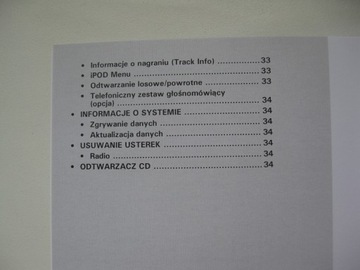 • Informacje o nagraniu (Track Info) ................. 33
• iPOD Menu .................................................. 33
• Odtwarzanie losowe/powrotne ..................... 33
• Telefoniczny zestaw głośnomówiący
(opcja) ........................................................ 34
• INFORMACJE O SYSTEMIE ........................... 34
• Zgrywanie danych ....................................... 34
• Aktualizacja danych .................................... 34
• USUWANIE USTEREK .................................. 34
• Radio .......................................................... 34
• ODTWARZACZ CD ....................................... 34